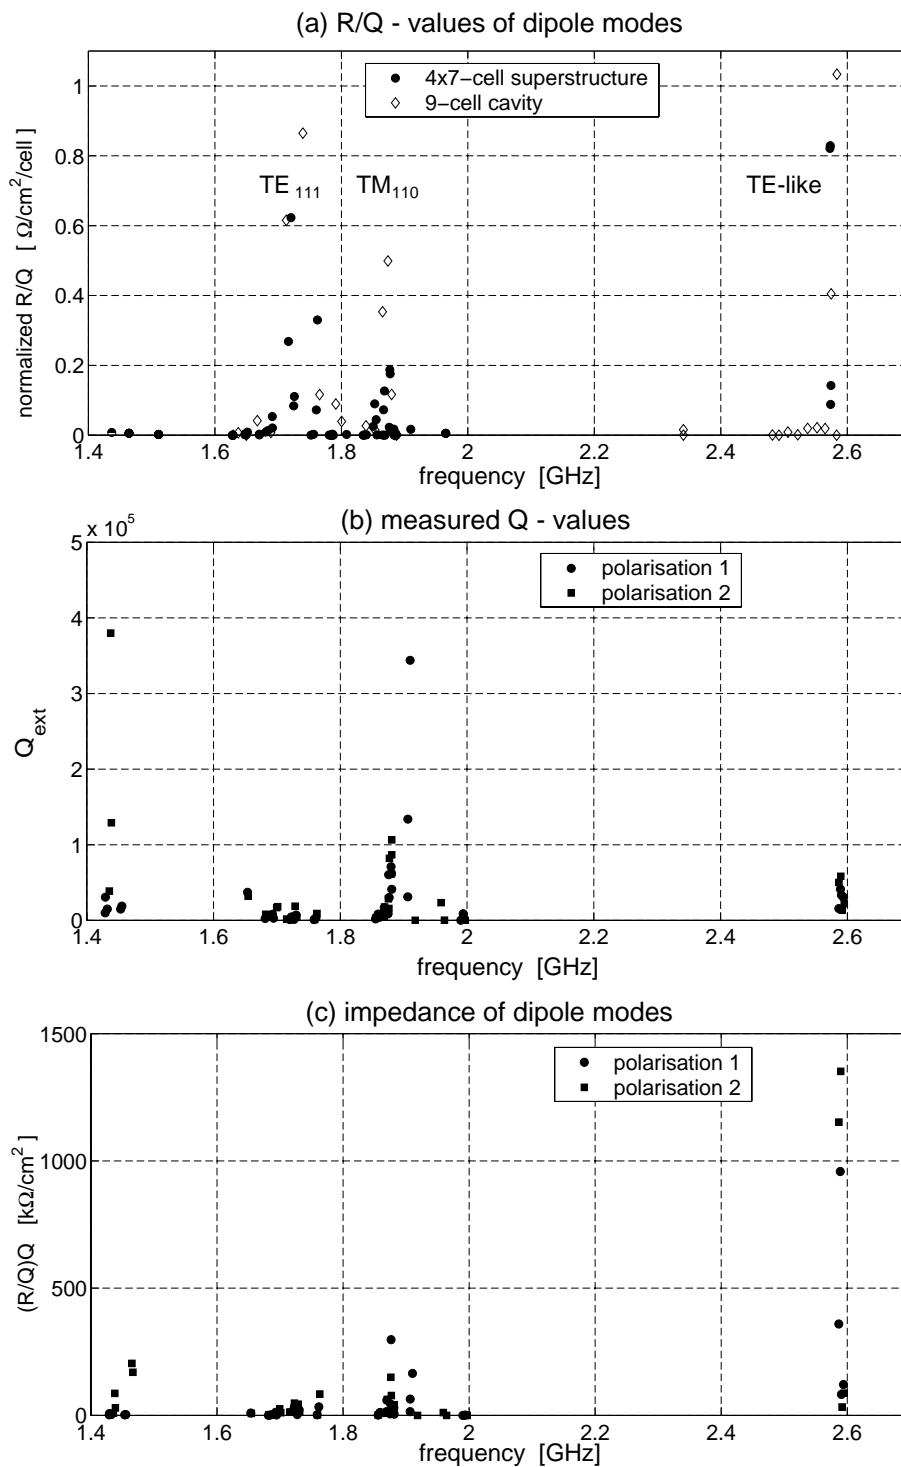 (a) R/Q - values of dipole modes
4x7−cell superstructure
9−cell cavity
TE 111
TM110
TE-like
normalized R/Q [ Ω/cm²/cell ]
1
0.8
0.6
0.4
0.2
0
1.4 1.6 1.8 2 2.2 2.4 2.6
frequency [GHz]
(b) measured Q - values
x 10⁵
polarisation 1
polarisation 2
Qext
5
4
3
2
1
0
1.4 1.6 1.8 2 2.2 2.4 2.6
frequency [GHz]
(c) impedance of dipole modes
polarisation 1
polarisation 2
(R/Q)Q [kΩ/cm² ]
1500
1000
500
0
1.4 1.6 1.8 2 2.2 2.4 2.6
frequency [GHz]